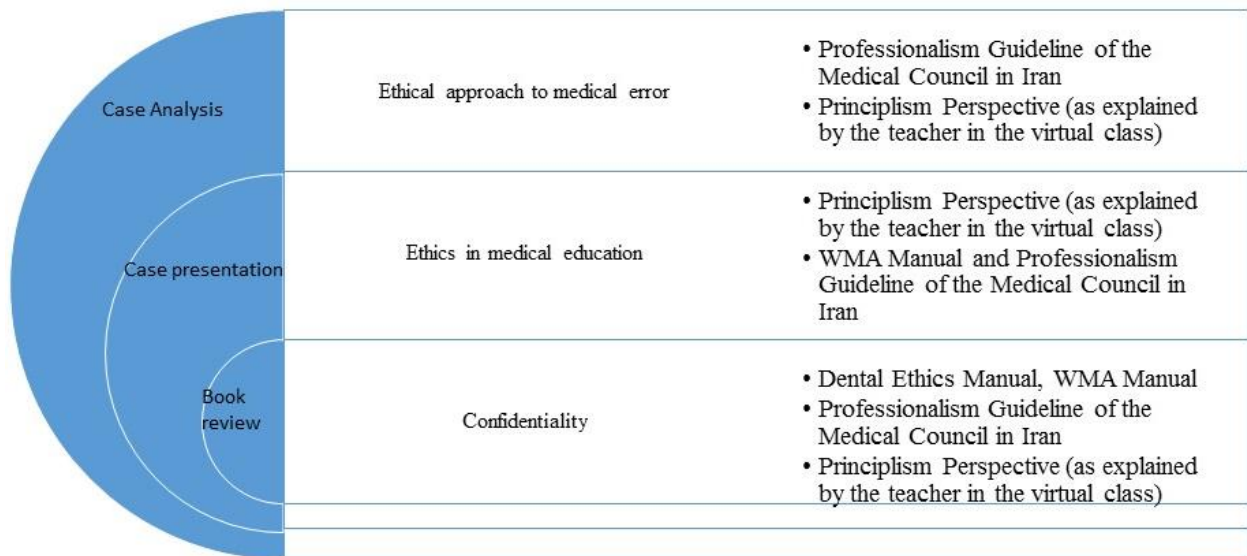 Case Analysis
Ethical approach to medical error
• Professionalism Guideline of the
Medical Council in Iran
• Principlism Perspective (as explained
by the teacher in the virtual class)
Case presentation
Ethics in medical education
• Principlism Perspective (as explained
by the teacher in the virtual class)
• WMA Manual and Professionalism
Guideline of the Medical Council in
Iran
Book
review
Confidentiality
• Dental Ethics Manual, WMA Manual
• Professionalism Guideline of the
Medical Council in Iran
• Principlism Perspective (as explained
by the teacher in the virtual class)